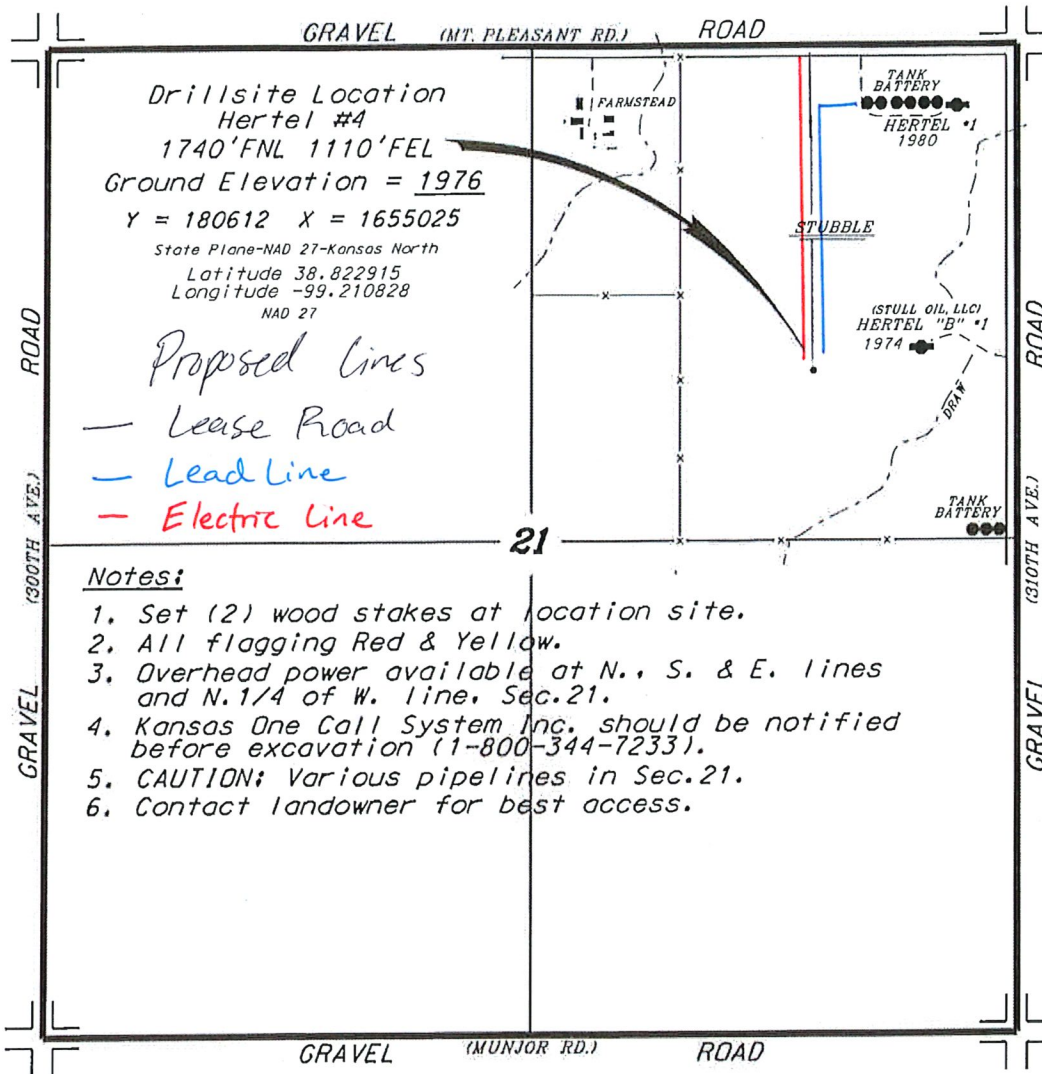 GRAVEL (MT. PLEASANT RD.) ROAD
Drillsite Location
Hertel #4
1740'FNL 1110'FEL
Ground Elevation = 1976
Y = 180612 X = 1655025
State Plane-NAD 27-Kansas North
Latitude 38.822915
Longitude -99.210828
NAD 27
FARMSTEAD
TANK
BATTERY
HERTEL #1
1980
STUBBLE
(STULL OIL, LLC)
HERTEL "B" #1
1974
DRAW
TANK
BATTERY
Proposed Lines
— Lease Road
— Lead Line
— Electric Line
21
GRAVEL (300TH AVE.) ROAD
GRAVEL (310TH AVE.) ROAD
Notes:
1. Set (2) wood stakes at location site.
2. All flagging Red & Yellow.
3. Overhead power available at N., S. & E. lines
and N.1/4 of W. line, Sec.21.
4. Kansas One Call System Inc. should be notified
before excavation (1-800-344-7233).
5. CAUTION: Various pipelines in Sec.21.
6. Contact landowner for best access.
GRAVEL (MUNJOR RD.) ROAD